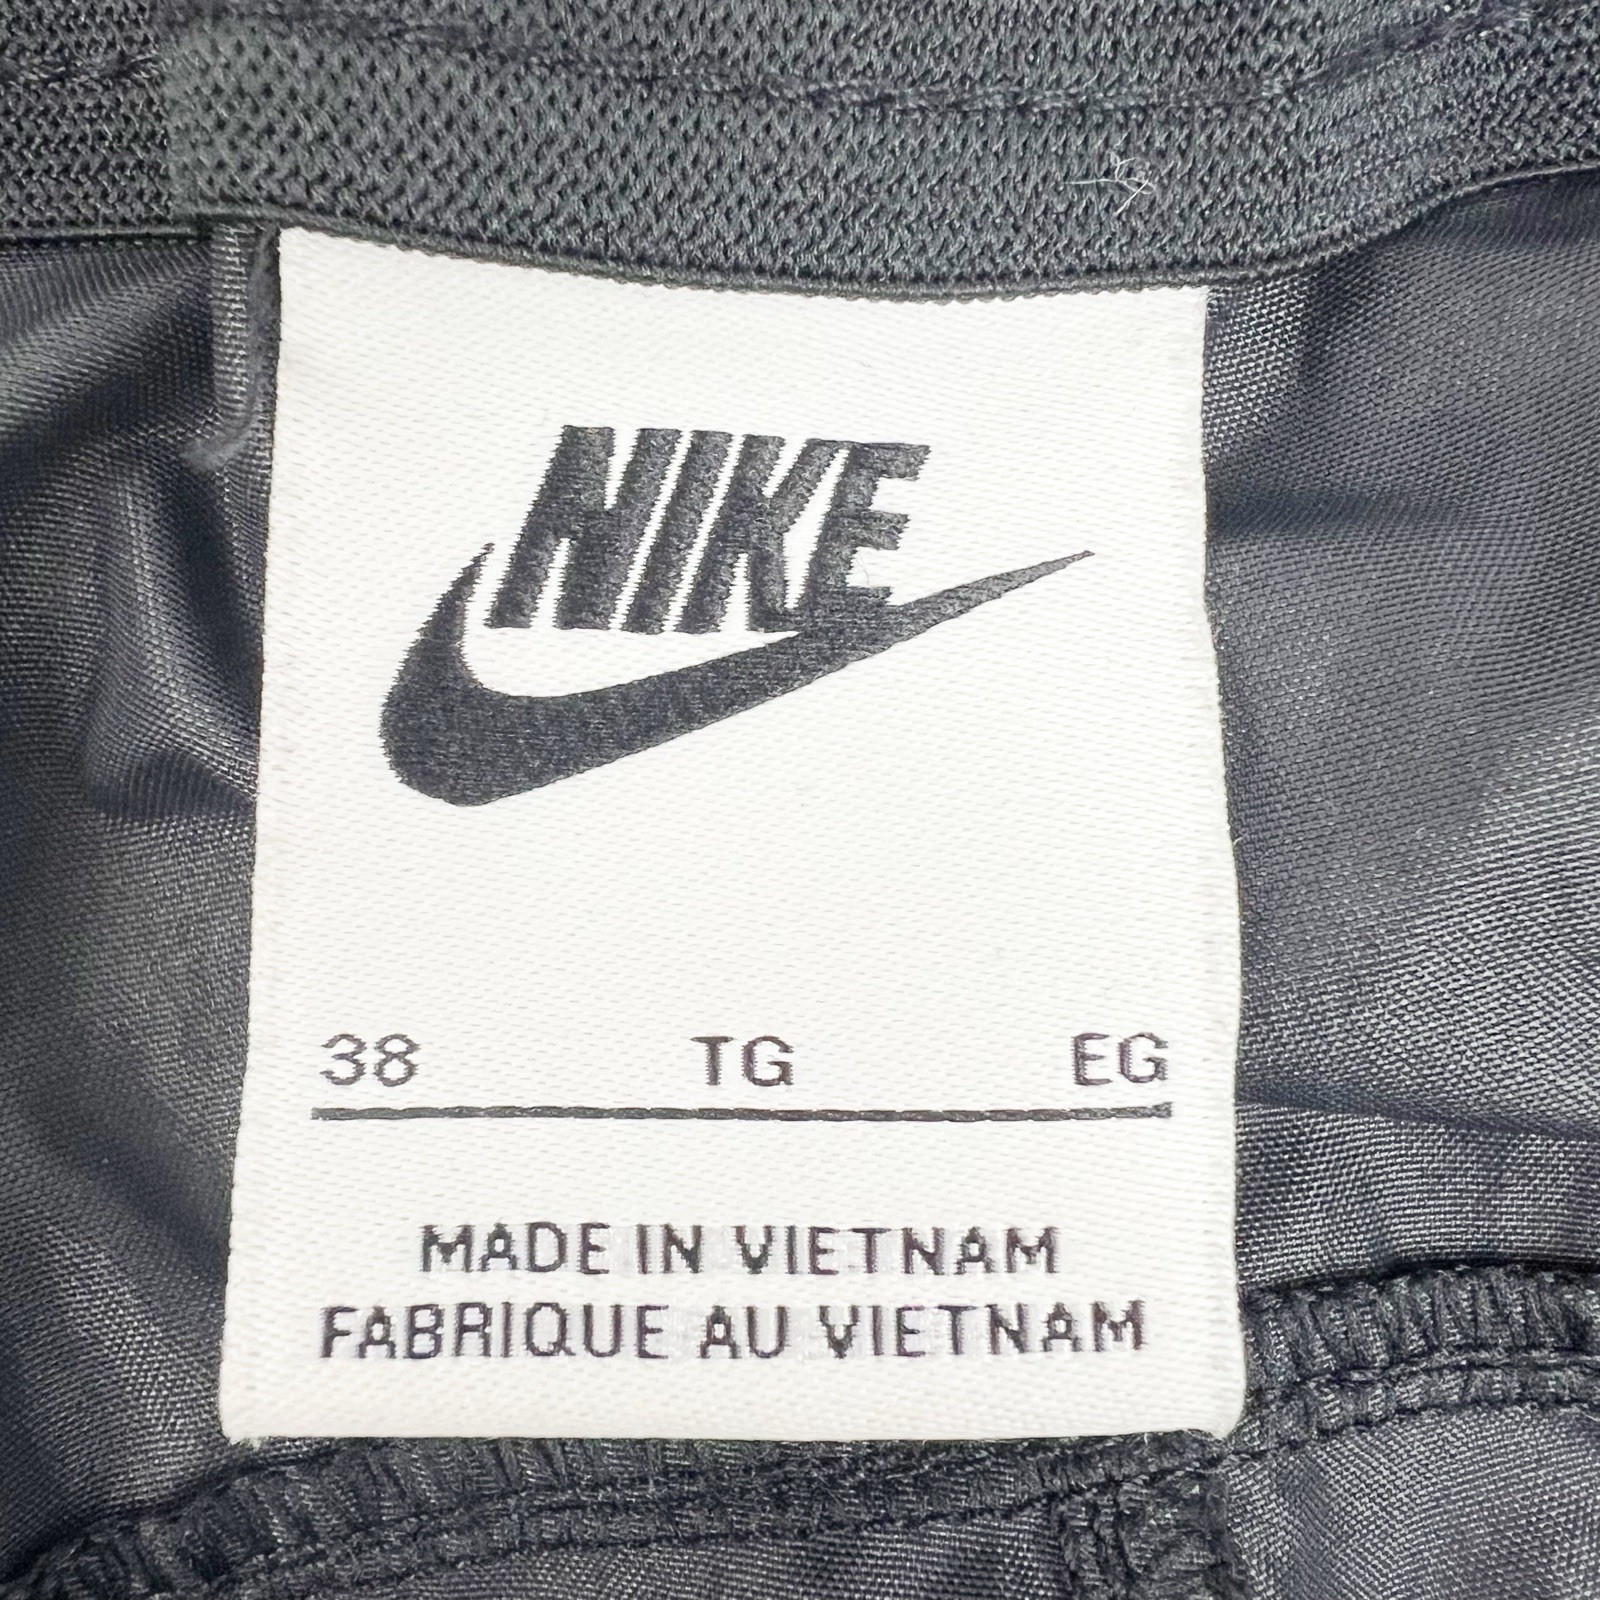 NIKE
38 TG EG
MADE IN VIETNAM
FABRIQUE AU VIETNAM